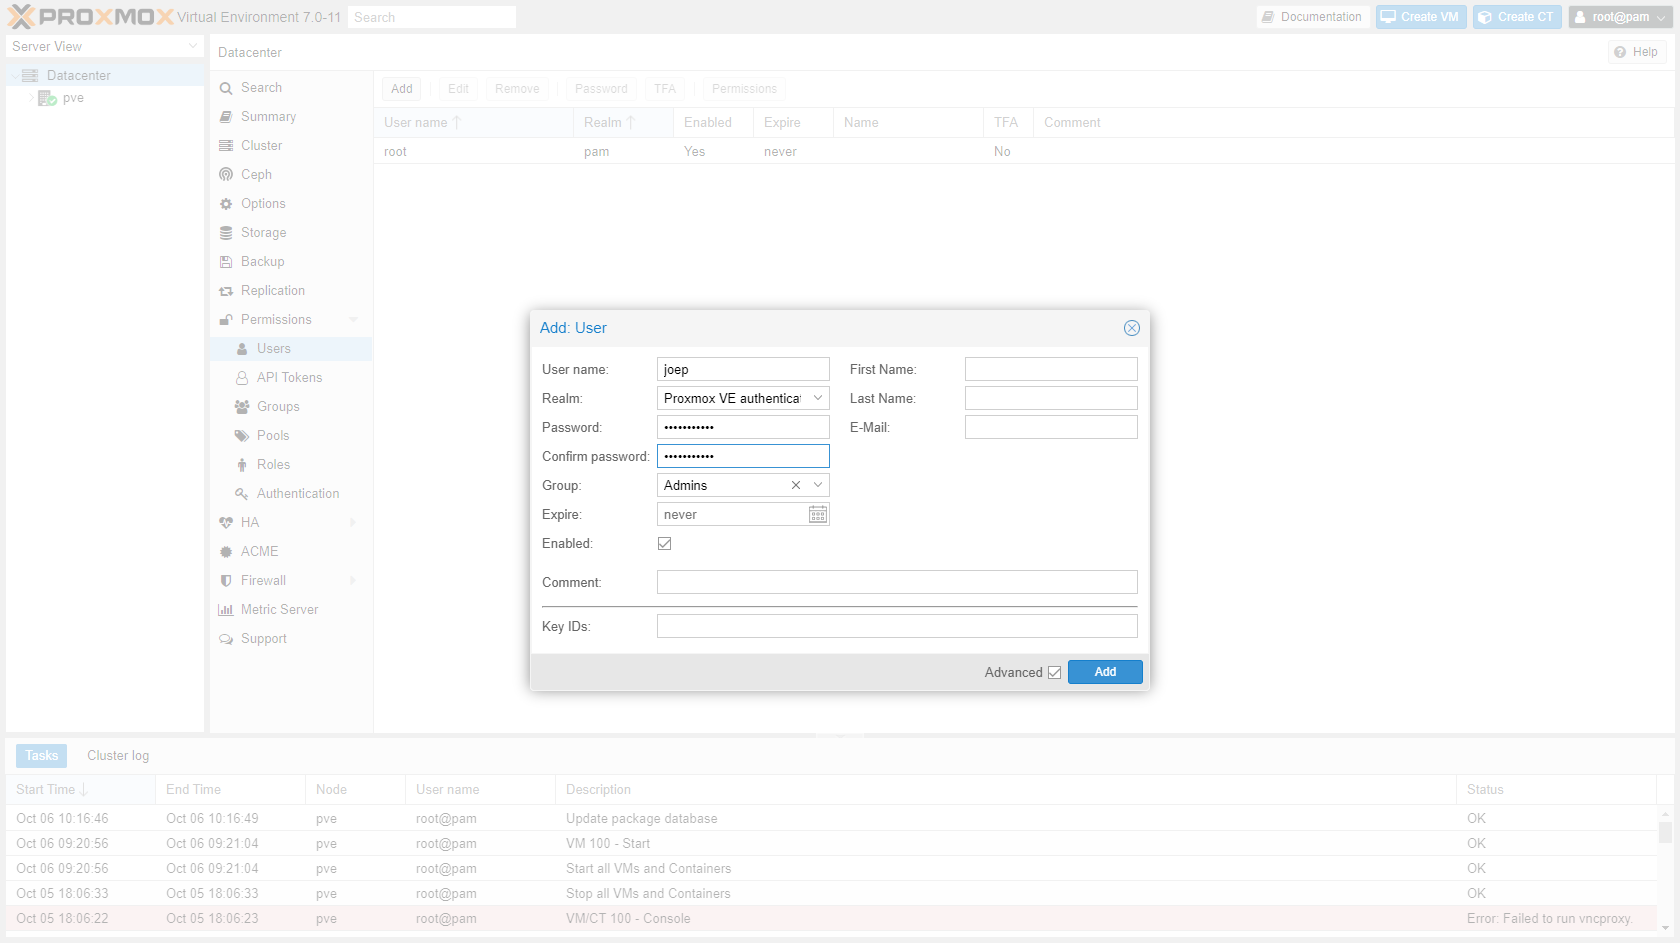 PROXMOX Virtual Environment 7.0-11 Search Documentation Create VM Create CT root@pam
Server View
Datacenter
pve
Datacenter Help
Search
Summary
Cluster
Ceph
Options
Storage
Backup
Replication
Permissions
Users
API Tokens
Groups
Pools
Roles
Authentication
HA
ACME
Firewall
Metric Server
Support
Add Edit Remove Password TFA Permissions
User name Realm Enabled Expire Name TFA Comment
root pam Yes never No
Add: User
User name: joep First Name:
Realm: Proxmox VE authenticat Last Name:
Password: ••••••••••• E-Mail:
Confirm password: •••••••••••
Group: Admins
Expire: never
Enabled:
Comment:
Key IDs:
Advanced Add
Tasks Cluster log
Start Time End Time Node User name Description Status
Oct 06 10:16:46 Oct 06 10:16:49 pve root@pam Update package database OK
Oct 06 09:20:56 Oct 06 09:21:04 pve root@pam VM 100 - Start OK
Oct 06 09:20:56 Oct 06 09:21:04 pve root@pam Start all VMs and Containers OK
Oct 05 18:06:33 Oct 05 18:06:33 pve root@pam Stop all VMs and Containers OK
Oct 05 18:06:22 Oct 05 18:06:23 pve root@pam VM/CT 100 - Console Error: Failed to run vncproxy.